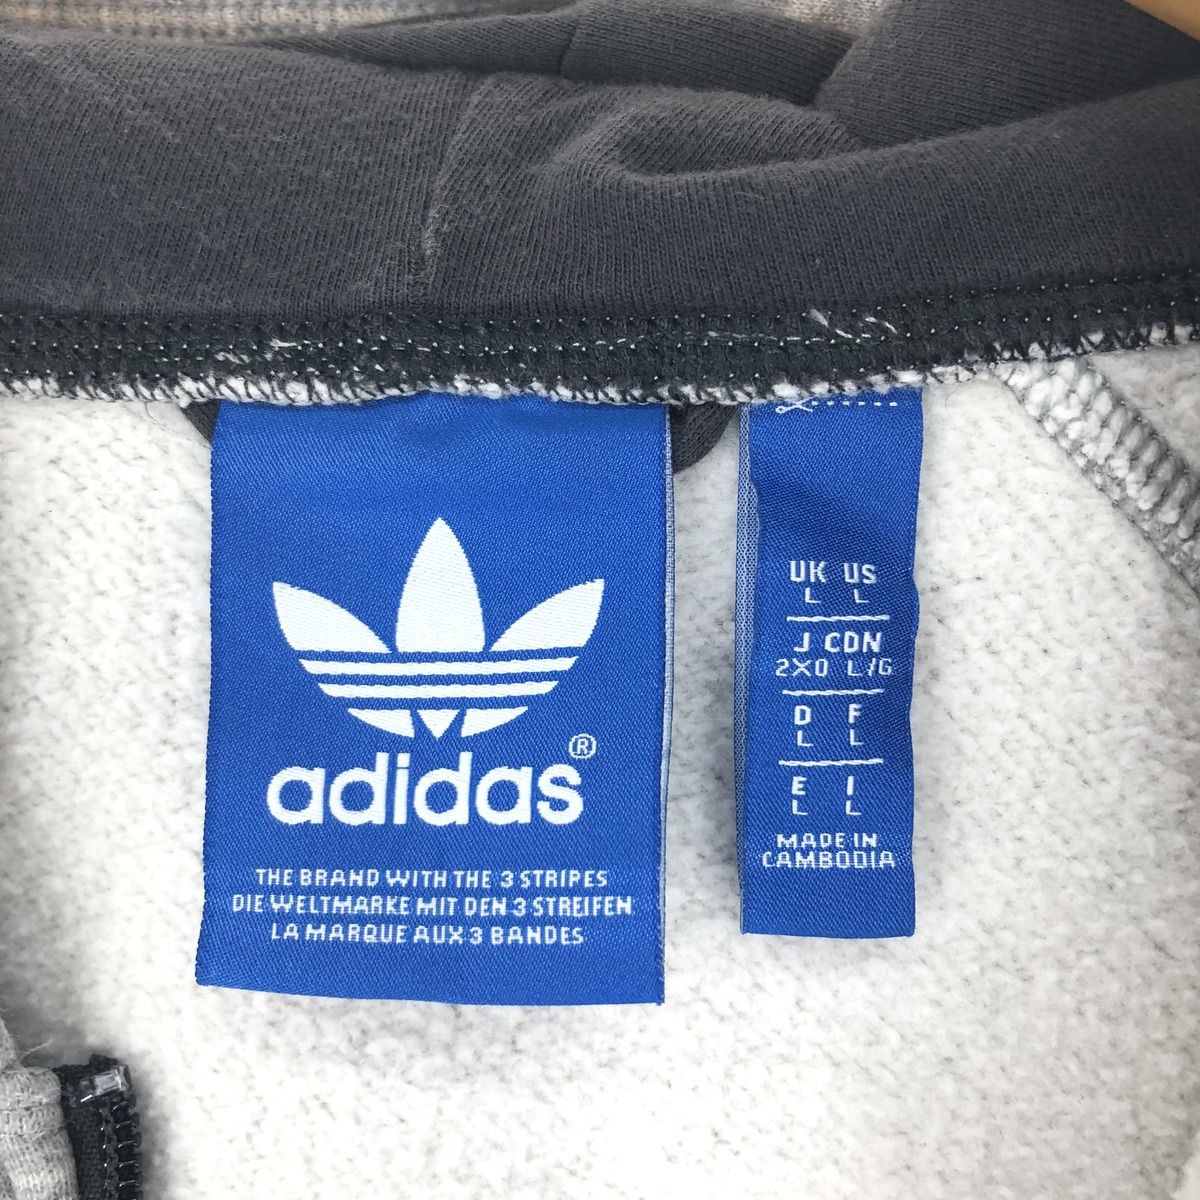 adidas®
THE BRAND WITH THE 3 STRIPES
DIE WELTMARKE MIT DEN 3 STREIFEN
LA MARQUE AUX 3 BANDES
UK US
L L
J CDN
2XO L/G
D F
L L
E I
L L
MADE IN
CAMBODIA